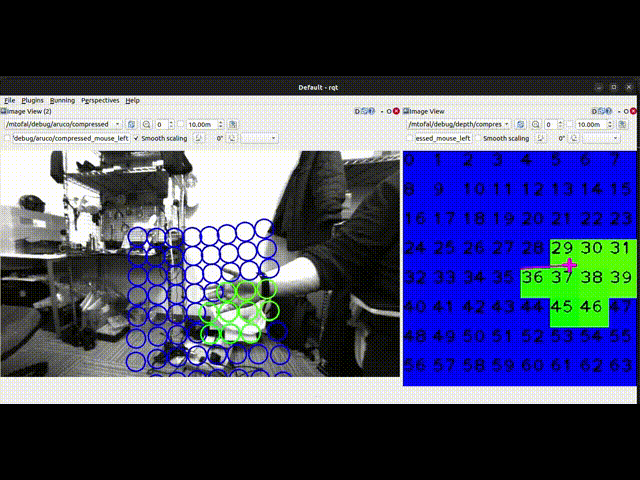 Default - rqt
File Plugins Running Perspectives Help
Image View (2)
Image View
/mtofal/debug/aruco/compressed 0 10.00m
/mtofal/debug/depth/compres 0 10.00m
'debug/aruco/compressed_mouse_left Smooth scaling 0°
essed_mouse_left Smooth scaling 0°
0 1 2 3 4 5 6 7
8 9 10 11 12 13 14 15
16 17 18 19 20 21 22 23
24 25 26 27 28 29 30 31
32 33 34 35 36 37 38 39
40 41 42 43 44 45 46 47
48 49 50 51 52 53 54 55
56 57 58 59 60 61 62 63